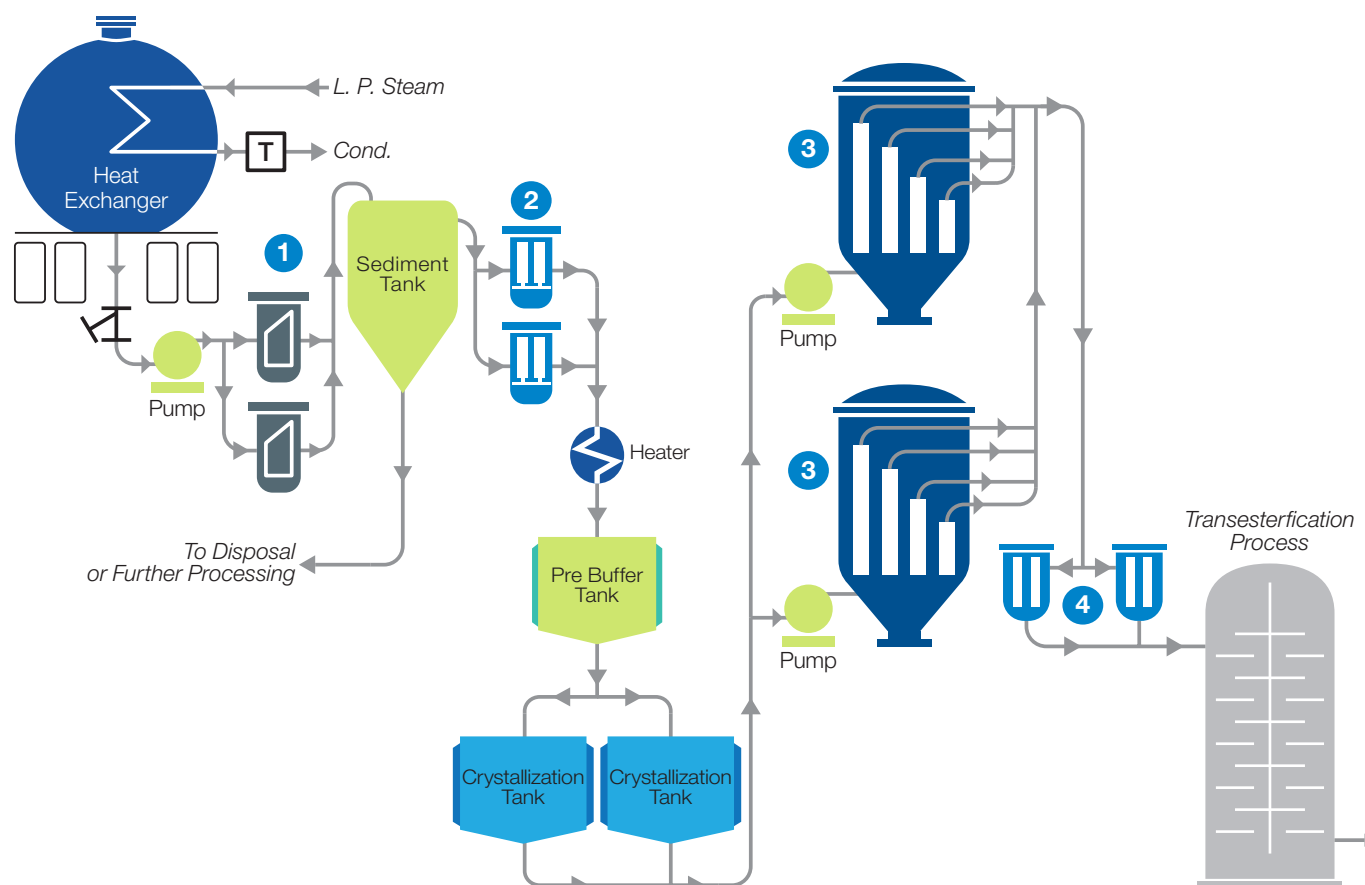 L. P. Steam
T
Cond.
Heat
Exchanger
1
2
3
Sediment
Tank
Pump
Pump
Heater
3
To Disposal
or Further Processing
Pre Buffer
Tank
Transesterfication
Process
4
Pump
Crystallization
Tank
Crystallization
Tank